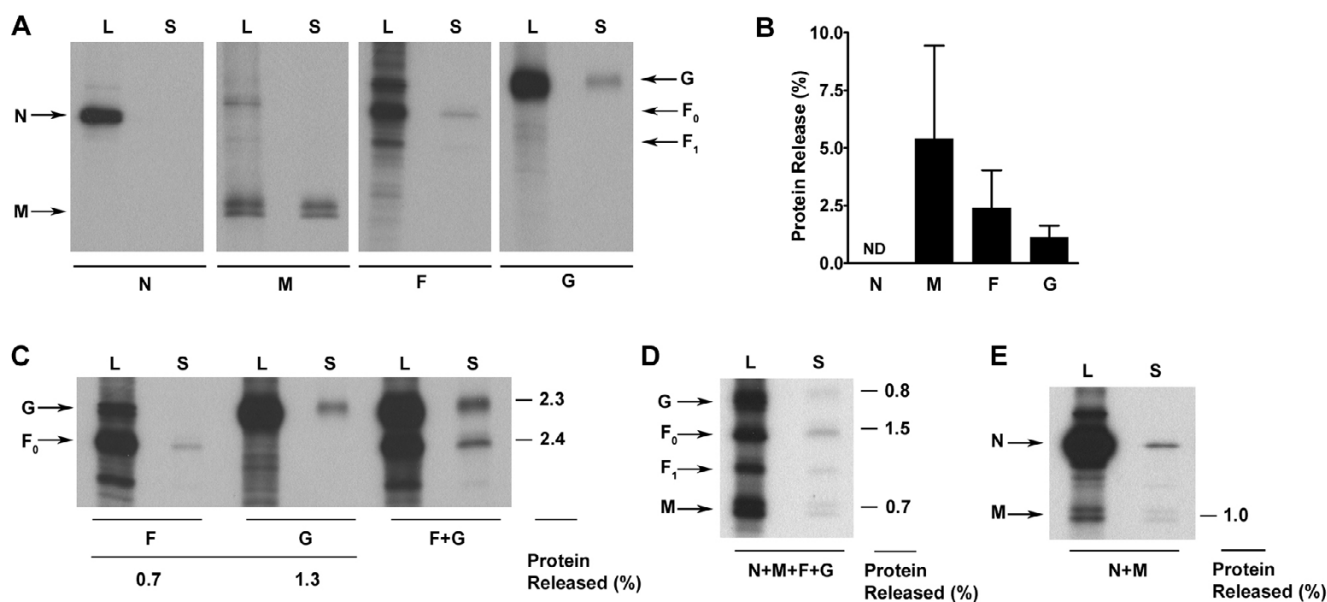 A
L S L S L S L S
N
M
G
F0
F1
N M F G
B
Protein Release (%)
10.0
7.5
5.0
2.5
0.0
ND
N M F G
C
L S L S L S
G
F0
2.3
2.4
F G F+G
0.7 1.3
Protein
Released (%)
D
L S
G
F0
F1
M
0.8
1.5
0.7
N+M+F+G
Protein
Released (%)
E
L S
N
M
1.0
N+M
Protein
Released (%)